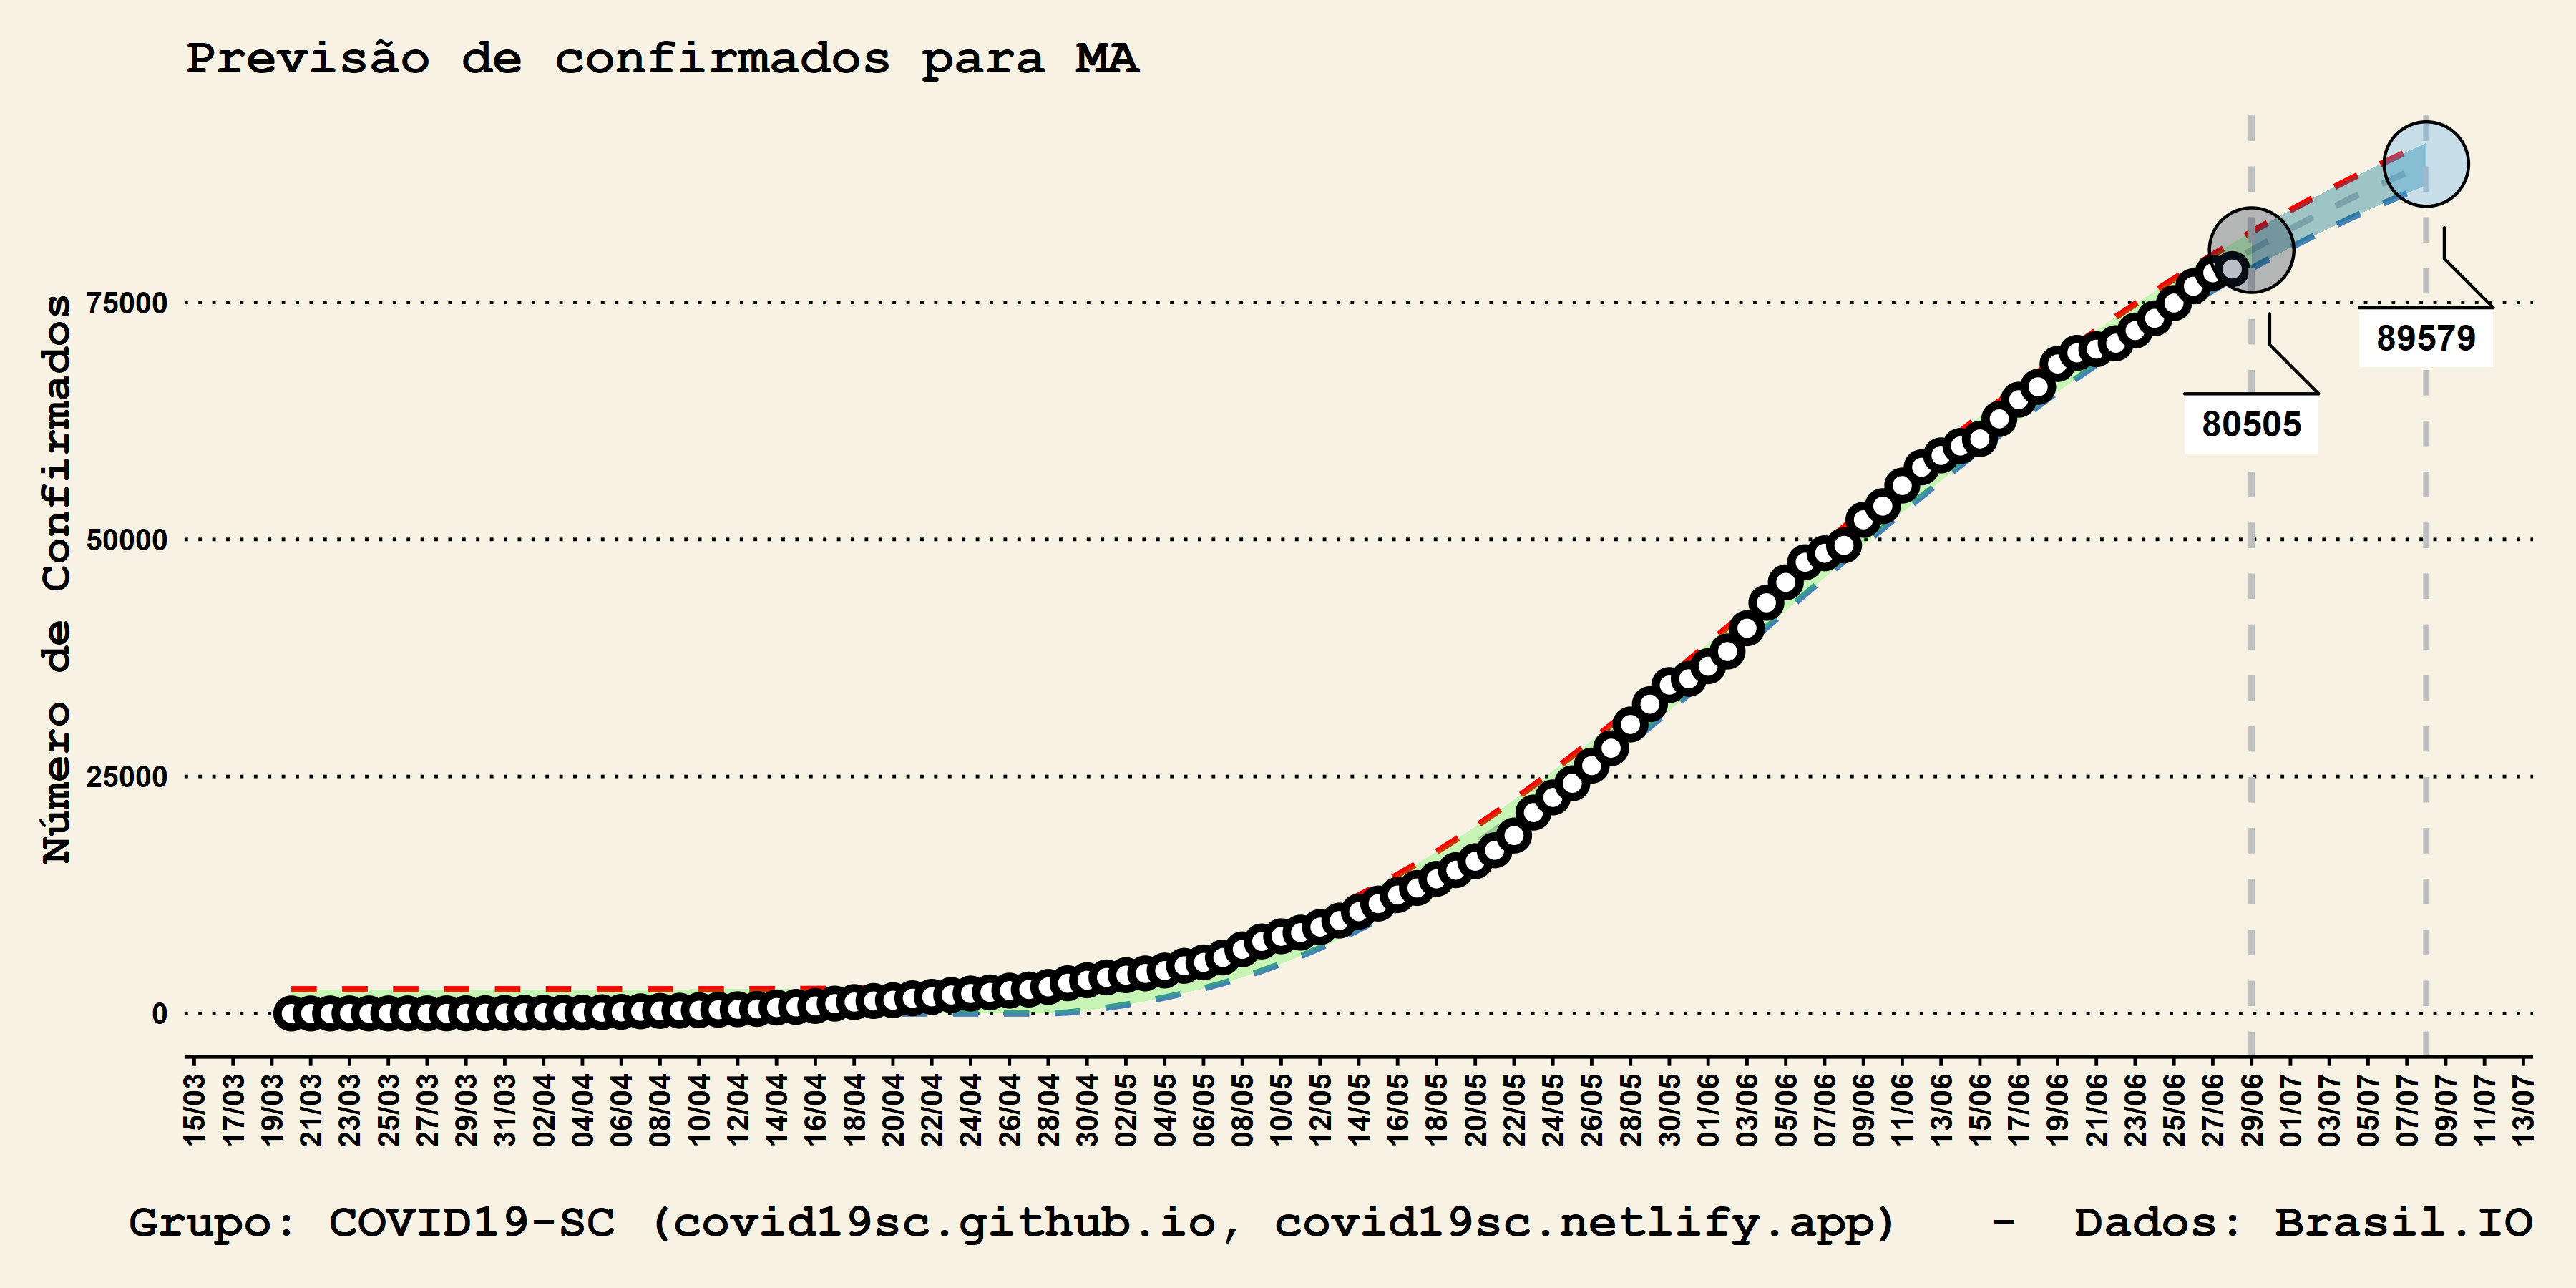 Previsão de confirmados para MA
Número de Confirmados
75000
50000
25000
0
89579
80505
15/03 17/03 19/03 21/03 23/03 25/03 27/03 29/03 31/03 02/04 04/04 06/04 08/04 10/04 12/04 14/04 16/04 18/04 20/04 22/04 24/04 26/04 28/04 30/04 02/05 04/05 06/05 08/05 10/05 12/05 14/05 16/05 18/05 20/05 22/05 24/05 26/05 28/05 30/05 01/06 03/06 05/06 07/06 09/06 11/06 13/06 15/06 17/06 19/06 21/06 23/06 25/06 27/06 29/06 01/07 03/07 05/07 07/07 09/07 11/07 13/07
Grupo: COVID19-SC (covid19sc.github.io, covid19sc.netlify.app) - Dados: Brasil.IO